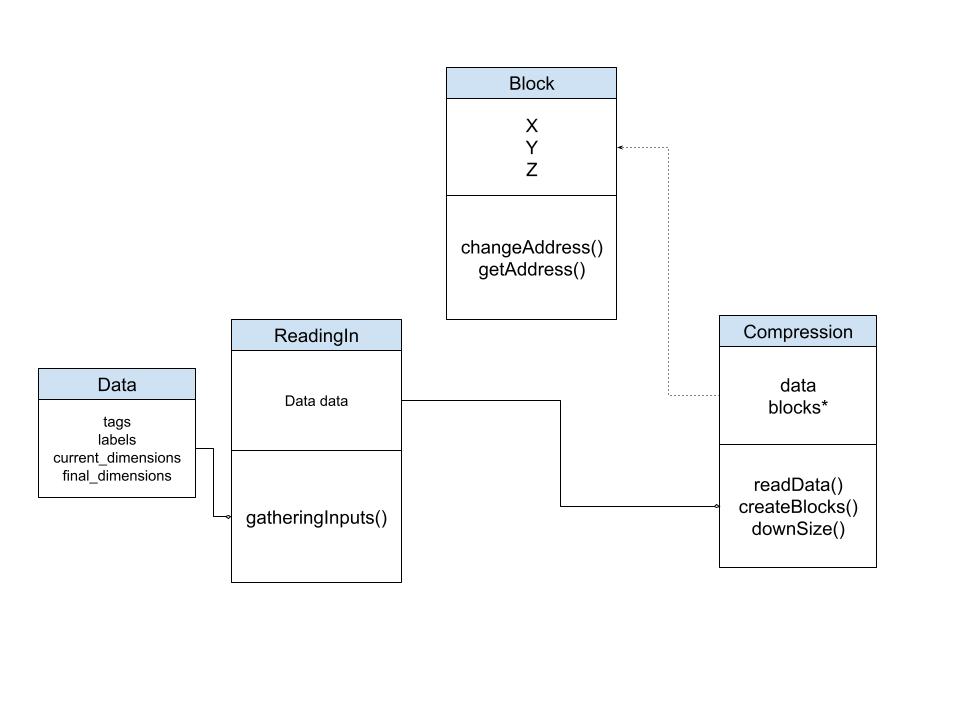 Block
X
Y
Z
changeAddress()
getAddress()
ReadingIn
Data data
gatheringInputs()
Data
tags
labels
current_dimensions
final_dimensions
Compression
data
blocks*
readData()
createBlocks()
downSize()